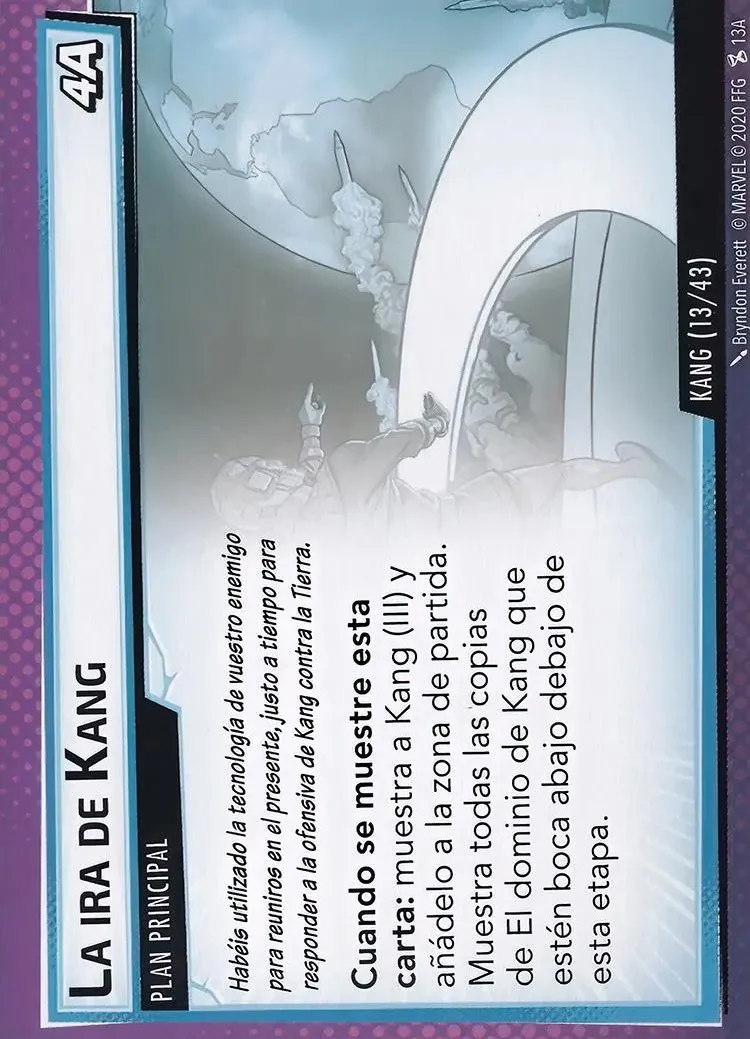 La ira de Kang
4A
PLAN PRINCIPAL
Habéis utilizado la tecnología de vuestro enemigo
para reuniros en el presente, justo a tiempo para
responder a la ofensiva de Kang contra la Tierra.
Cuando se muestre esta
carta: muestra a Kang (III) y
añádelo a la zona de partida.
Muestra todas las copias
de El dominio de Kang que
estén boca abajo debajo de
esta etapa.
KANG (13/43)
Bryndon Everett © MARVEL © 2020 FFG 13A